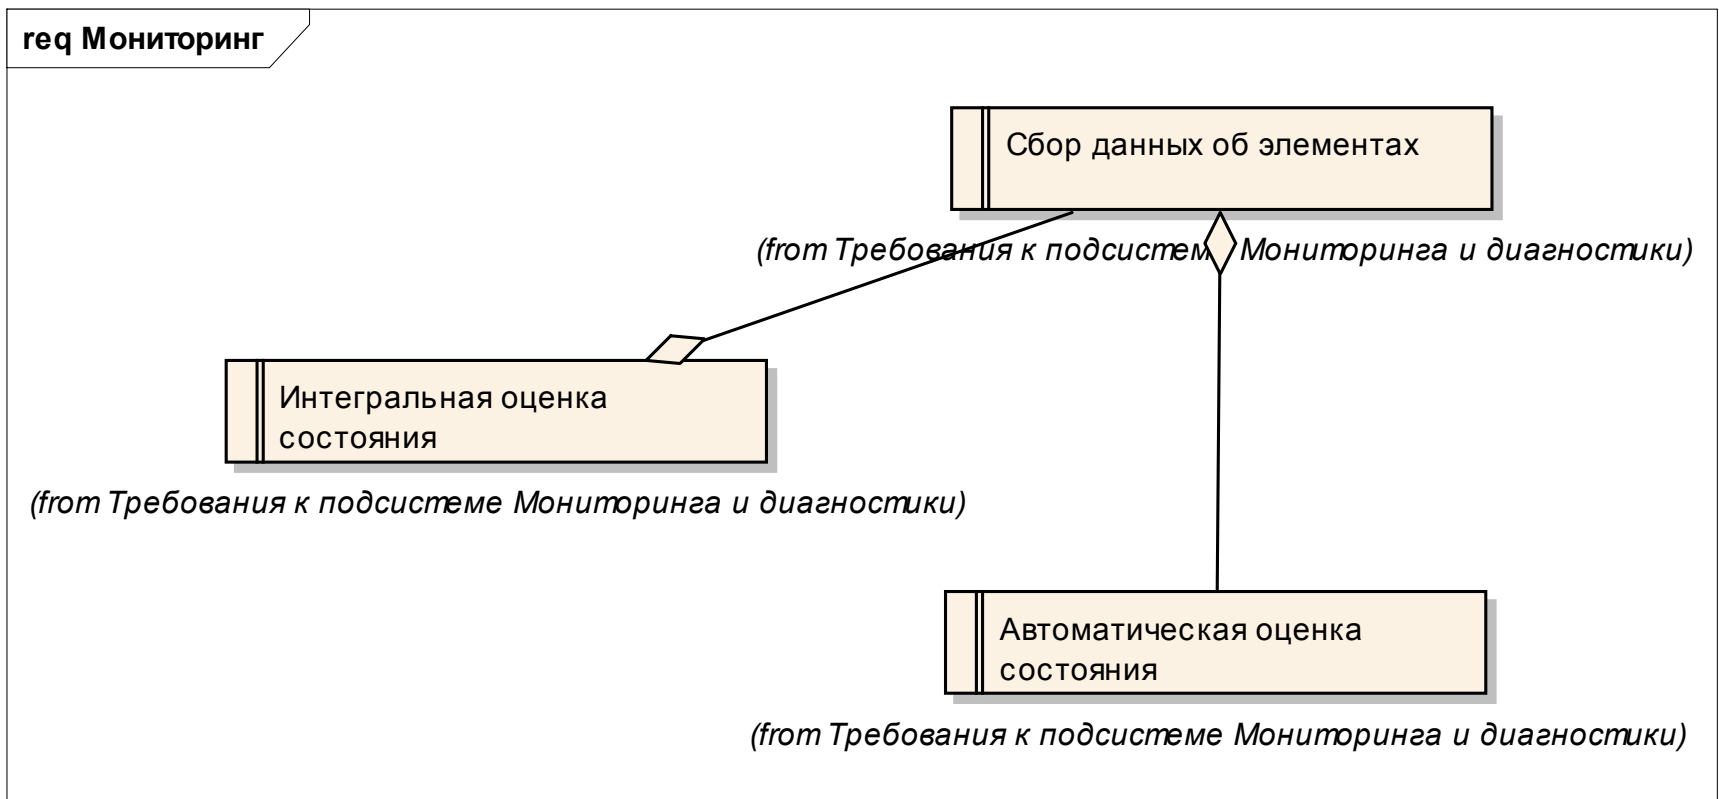 req Мониторинг
Сбор данных об элементах
(from Требования к подсистеме Мониторинга и диагностики)
Интегральная оценка
состояния
(from Требования к подсистеме Мониторинга и диагностики)
Автоматическая оценка
состояния
(from Требования к подсистеме Мониторинга и диагностики)